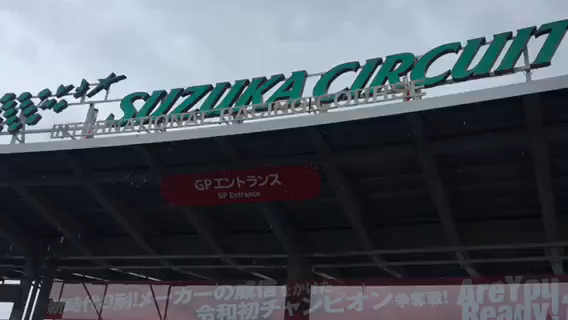 SUZUKA CIRCUIT
INTERNATIONAL RACING COURSE
GPエントランス
GP Entrance
メーカーの威信をかけた
令和初チャンピオン争奪戦!
Are You
Ready!